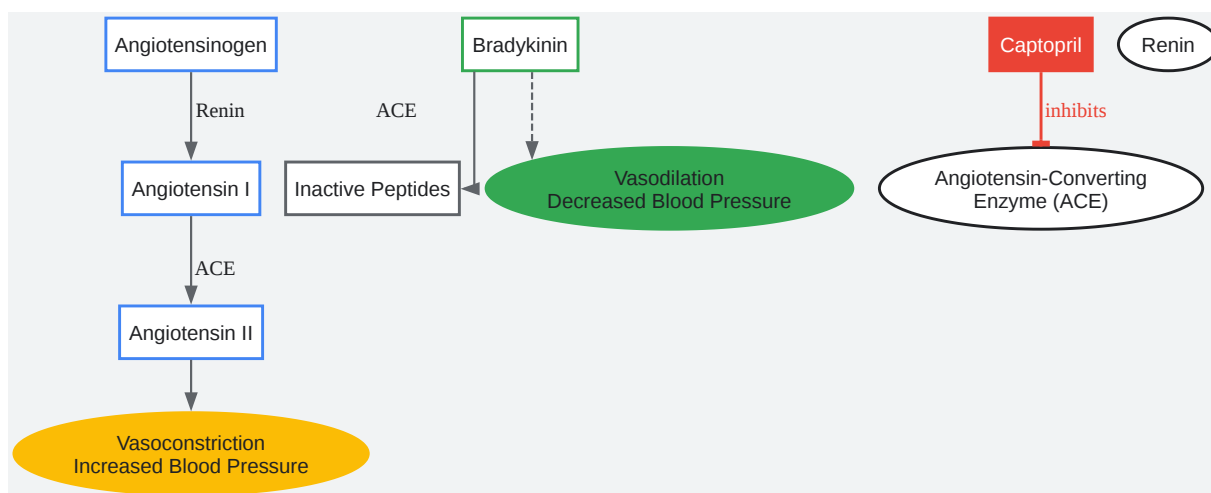 Angiotensinogen
Bradykinin
Captopril
Renin
Renin
ACE
inhibits
Angiotensin I
Inactive Peptides
Vasodilation
Decreased Blood Pressure
Angiotensin-Converting
Enzyme (ACE)
ACE
Angiotensin II
Vasoconstriction
Increased Blood Pressure